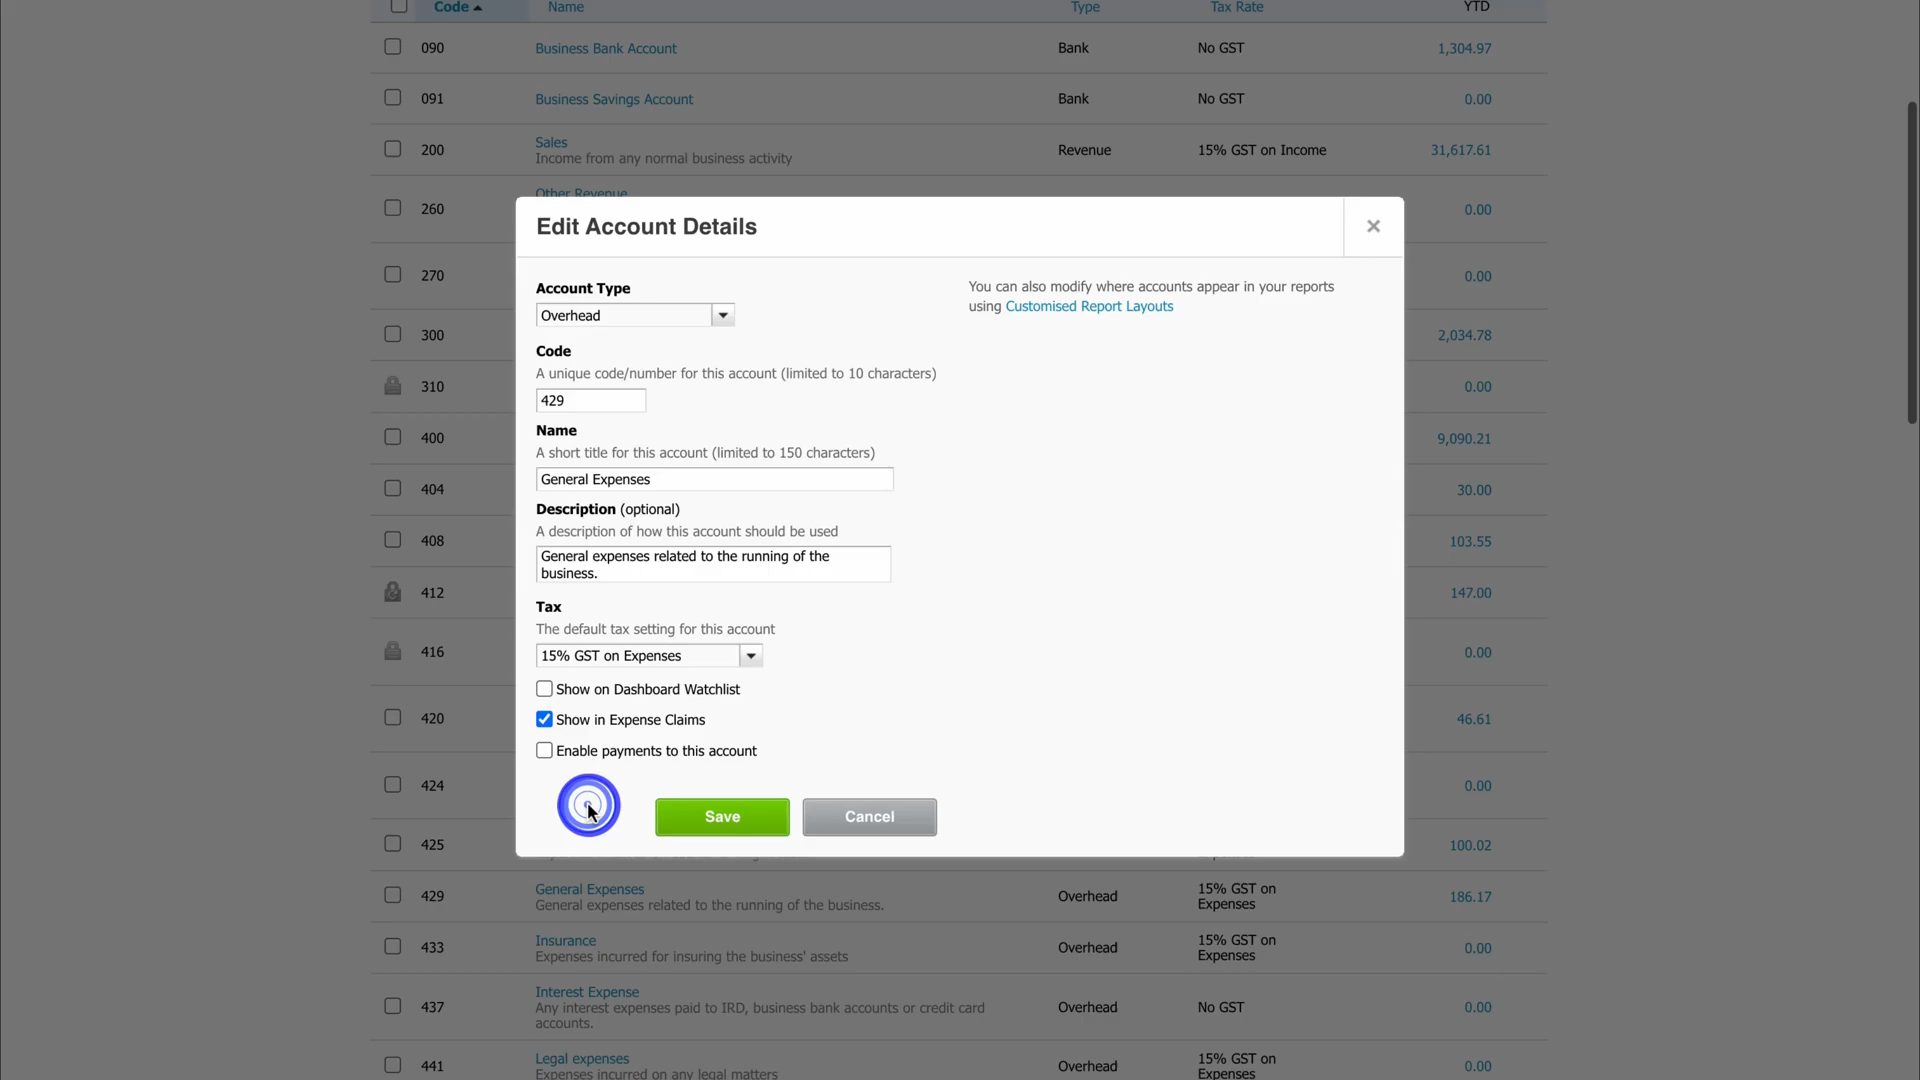 Code Name Type Tax Rate YTD
090 Business Bank Account Bank No GST 1,304.97
091 Business Savings Account Bank No GST 0.00
200 Sales Revenue 15% GST on Income 31,617.61
Income from any normal business activity
Other Revenue
260 0.00
Edit Account Details
270 0.00
Account Type
You can also modify where accounts appear in your reports
using Customised Report Layouts
Overhead
300 2,034.78
Code
A unique code/number for this account (limited to 10 characters)
310 0.00
429
Name
400 9,090.21
A short title for this account (limited to 150 characters)
General Expenses
404 30.00
Description (optional)
A description of how this account should be used
408 103.55
General expenses related to the running of the
business.
412 147.00
Tax
The default tax setting for this account
416 0.00
15% GST on Expenses
Show on Dashboard Watchlist
Show in Expense Claims
420 46.61
Enable payments to this account
424 0.00
Save Cancel
425 100.02
429 General Expenses Overhead 15% GST on
General expenses related to the running of the business. Expenses 186.17
433 Insurance Overhead 15% GST on
Expenses incurred for insuring the business' assets Expenses 0.00
437 Interest Expense Overhead No GST 0.00
Any interest expenses paid to IRD, business bank accounts or credit card
accounts.
441 Legal expenses Overhead 15% GST on
Expenses incurred on any legal matters Expenses 0.00